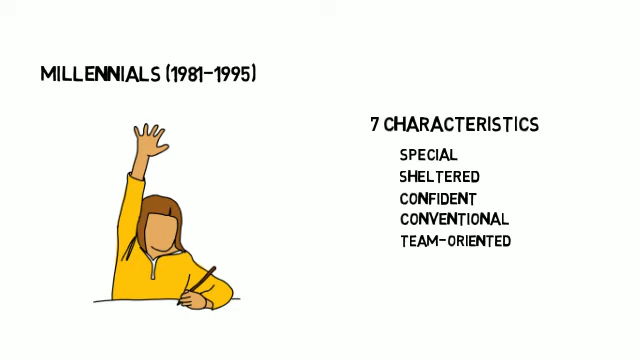 MILLENNIALS (1981-1995)
7 CHARACTERISTICS
SPECIAL
SHELTERED
CONFIDENT
CONVENTIONAL
TEAM-ORIENTED